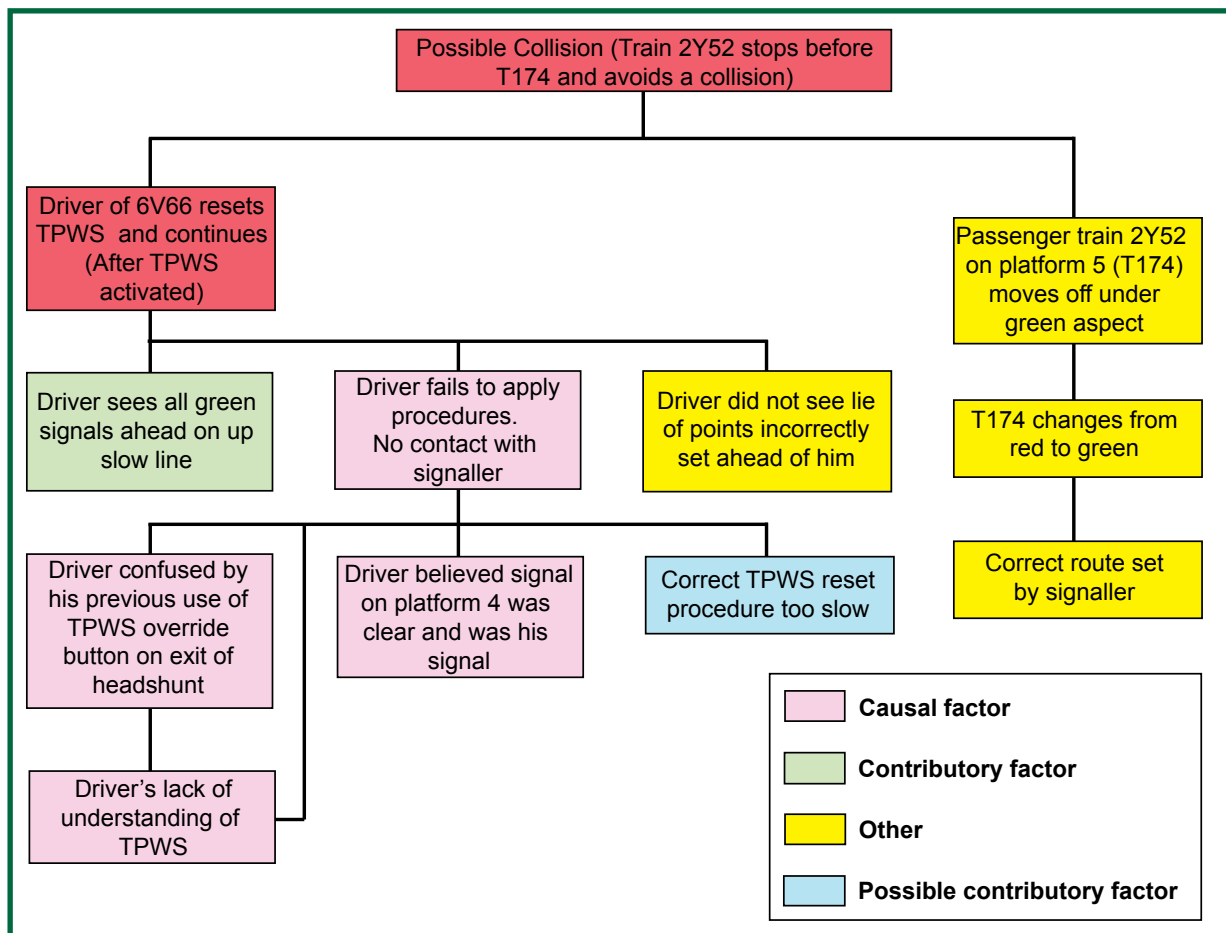 Possible Collision (Train 2Y52 stops before
T174 and avoids a collision)
Driver of 6V66 resets
TPWS and continues
(After TPWS
activated)
Passenger train 2Y52
on platform 5 (T174)
moves off under
green aspect
Driver sees all green
signals ahead on up
slow line
Driver fails to apply
procedures.
No contact with
signaller
Driver did not see lie
of points incorrectly
set ahead of him
T174 changes from
red to green
Driver confused by
his previous use of
TPWS override
button on exit of
headshunt
Driver believed signal
on platform 4 was
clear and was his
signal
Correct TPWS reset
procedure too slow
Correct route set
by signaller
Driver’s lack of
understanding of
TPWS
Causal factor
Contributory factor
Other
Possible contributory factor